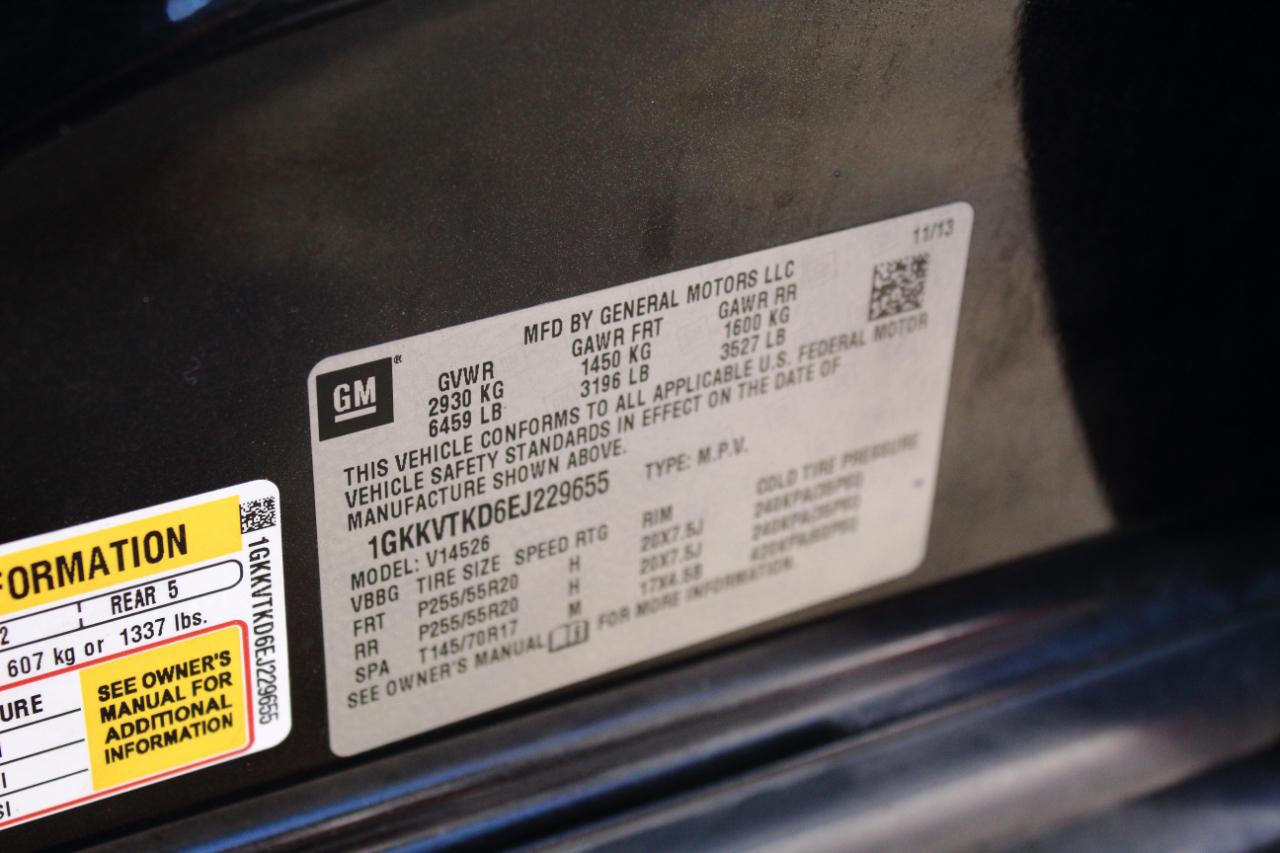 FORMATION
2 REAR 5
607 kg or 1337 lbs.
URE
SI
SEE OWNER'S
MANUAL FOR
ADDITIONAL
INFORMATION
1GKKVTKD6EJ229655
11/13
GM®
MFD BY GENERAL MOTORS LLC
GVWR GAWR FRT GAWR RR
2930 KG 1450 KG 1600 KG
6459 LB 3196 LB 3527 LB
THIS VEHICLE CONFORMS TO ALL APPLICABLE U.S. FEDERAL MOTOR
VEHICLE SAFETY STANDARDS IN EFFECT ON THE DATE OF
MANUFACTURE SHOWN ABOVE.
1GKKVTKD6EJ229655 TYPE: M.P.V.
MODEL: V14526
VBBG TIRE SIZE SPEED RTG RIM COLD TIRE PRESSURE
FRT P255/55R20 H 20X7.5J
RR P255/55R20 H 20X7.5J
SPA T145/70R17 M 17X4.5B
SEE OWNER'S MANUAL FOR MORE INFORMATION.